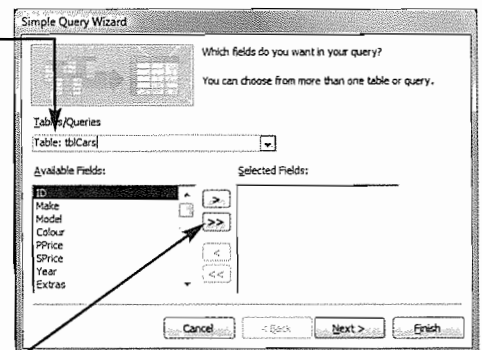 Simple Query Wizard
Which fields do you want in your query?
You can choose from more than one table or query.
Tables/Queries
Table: tblCars
Available Fields:
Selected Fields:
ID
Make
Model
Colour
PPrice
SPrice
Year
Extras
>
>>
<
<<
Cancel
< Back
Next >
Finish